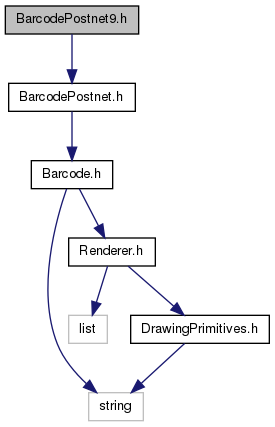 BarcodePostnet9.h
BarcodePostnet.h
Barcode.h
Renderer.h
list
DrawingPrimitives.h
string